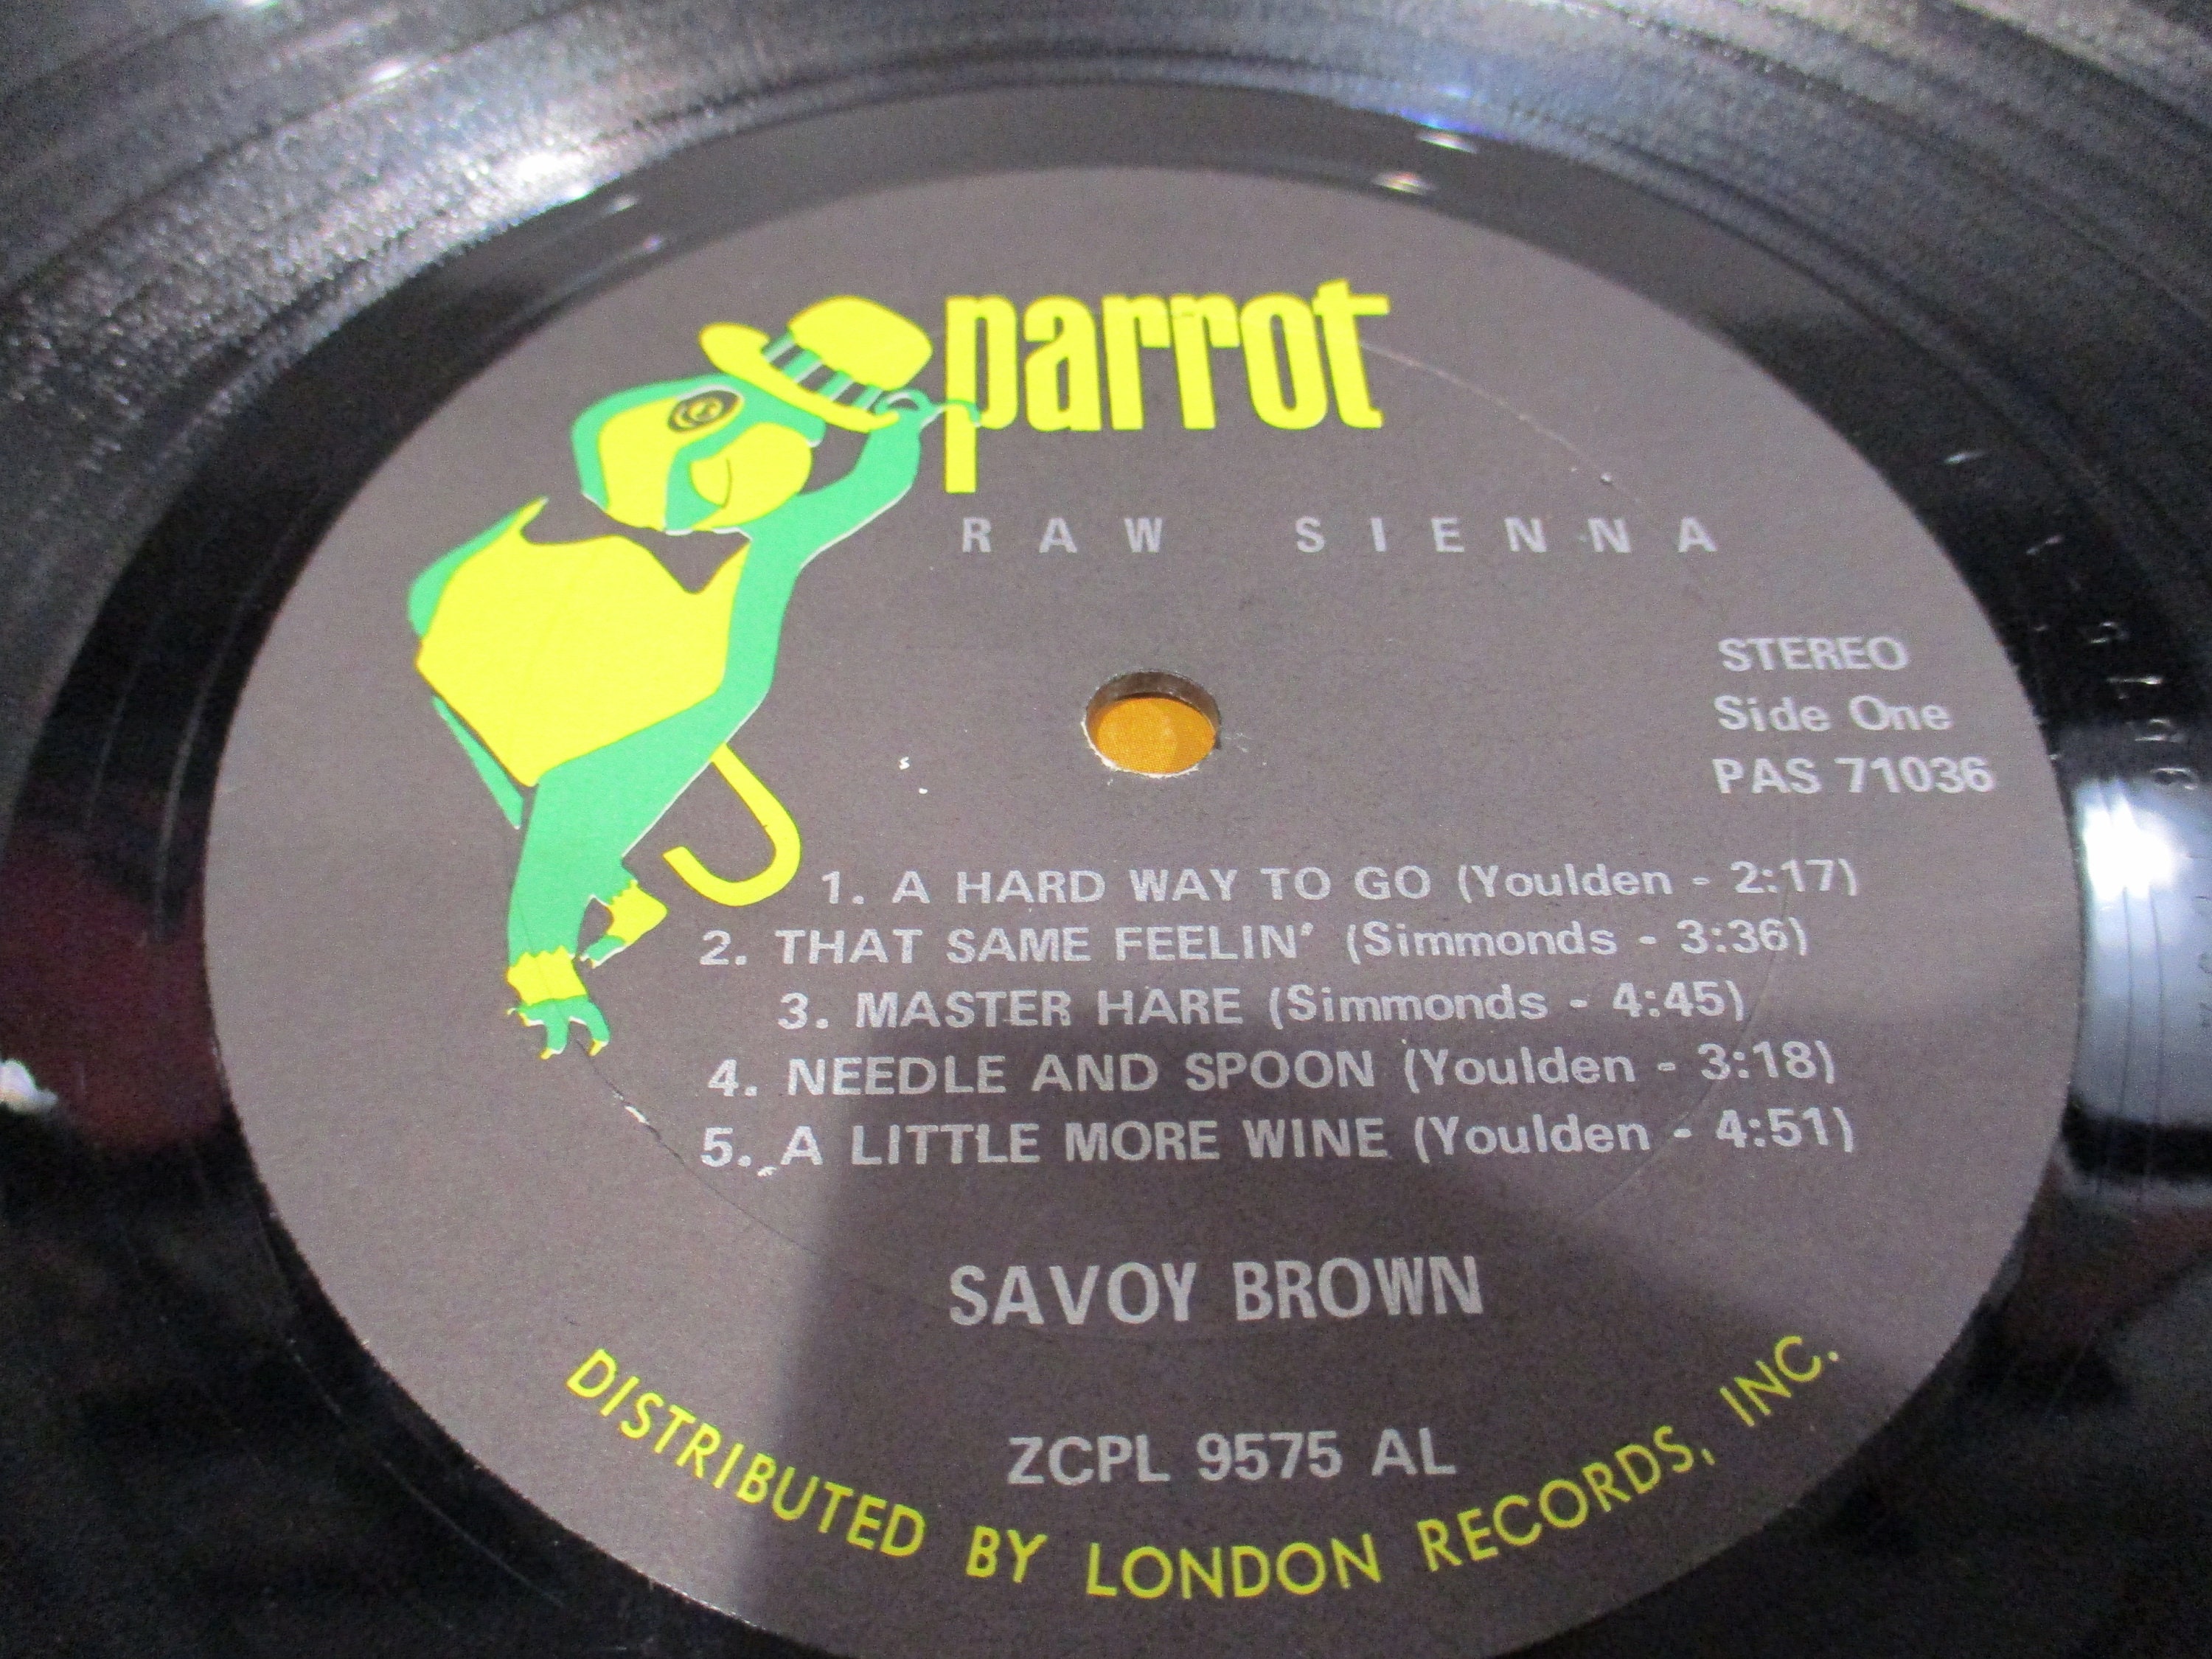 parrot
RAW SIENNA
STEREO
Side One
PAS 71036
1. A HARD WAY TO GO (Youlden - 2:17)
2. THAT SAME FEELIN' (Simmonds - 3:36)
3. MASTER HARE (Simmonds - 4:45)
4. NEEDLE AND SPOON (Youlden - 3:18)
5. A LITTLE MORE WINE (Youlden - 4:51)
SAVOY BROWN
ZCPL 9575 AL
DISTRIBUTED BY LONDON RECORDS, INC.